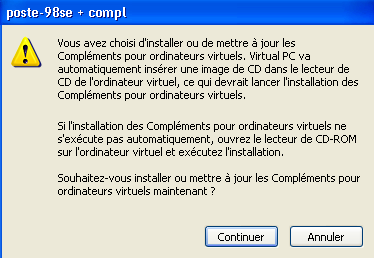 poste-98se + compl
Vous avez choisi d'installer ou de mettre à jour les
Compléments pour ordinateurs virtuels. Virtual PC va
automatiquement insérer une image de CD dans le lecteur de
CD de l'ordinateur virtuel, ce qui devrait lancer l'installation des
Compléments pour ordinateurs virtuels.
Si l'installation des Compléments pour ordinateurs virtuels ne
s'exécute pas automatiquement, ouvrez le lecteur de CD-ROM
sur l'ordinateur virtuel et exécutez l'installation.
Souhaitez-vous installer ou mettre à jour les Compléments pour
ordinateurs virtuels maintenant ?
Continuer Annuler